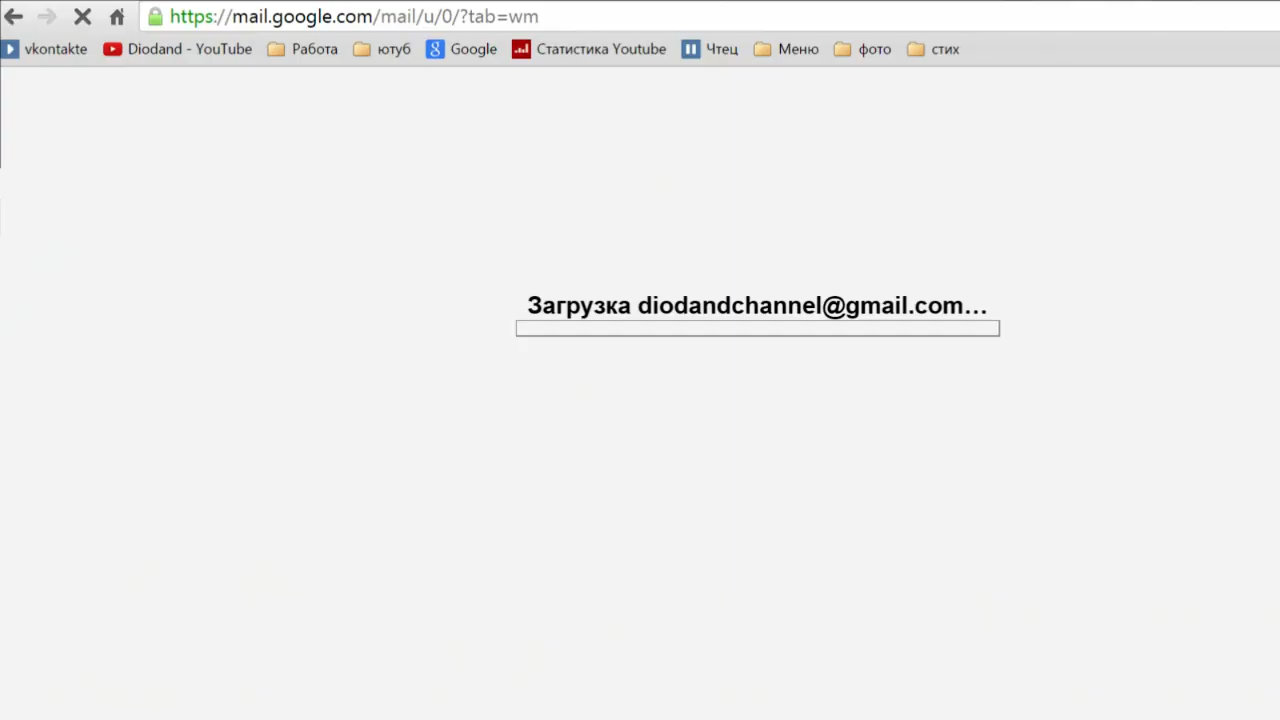 https://mail.google.com/mail/u/0/?tab=wm
vkontakte Diodand - YouTube Работа ютуб Google Статистика Youtube Чтец Меню фото стих
Загрузка diodandchannel@gmail.com…